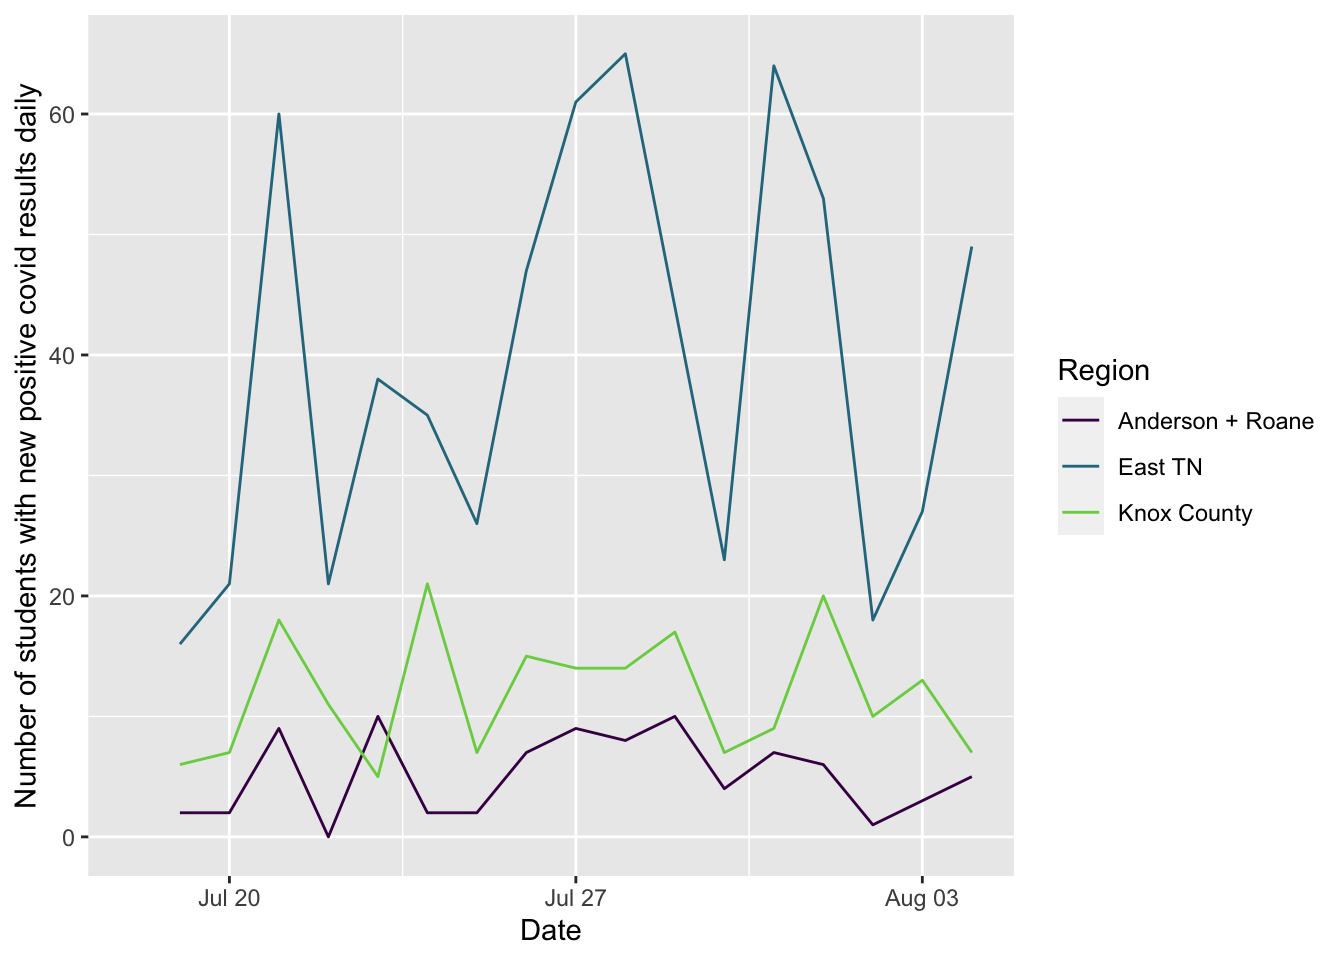 Number of students with new positive covid results daily
60
40
20
0
Jul 20
Jul 27
Aug 03
Date
Region
Anderson + Roane
East TN
Knox County